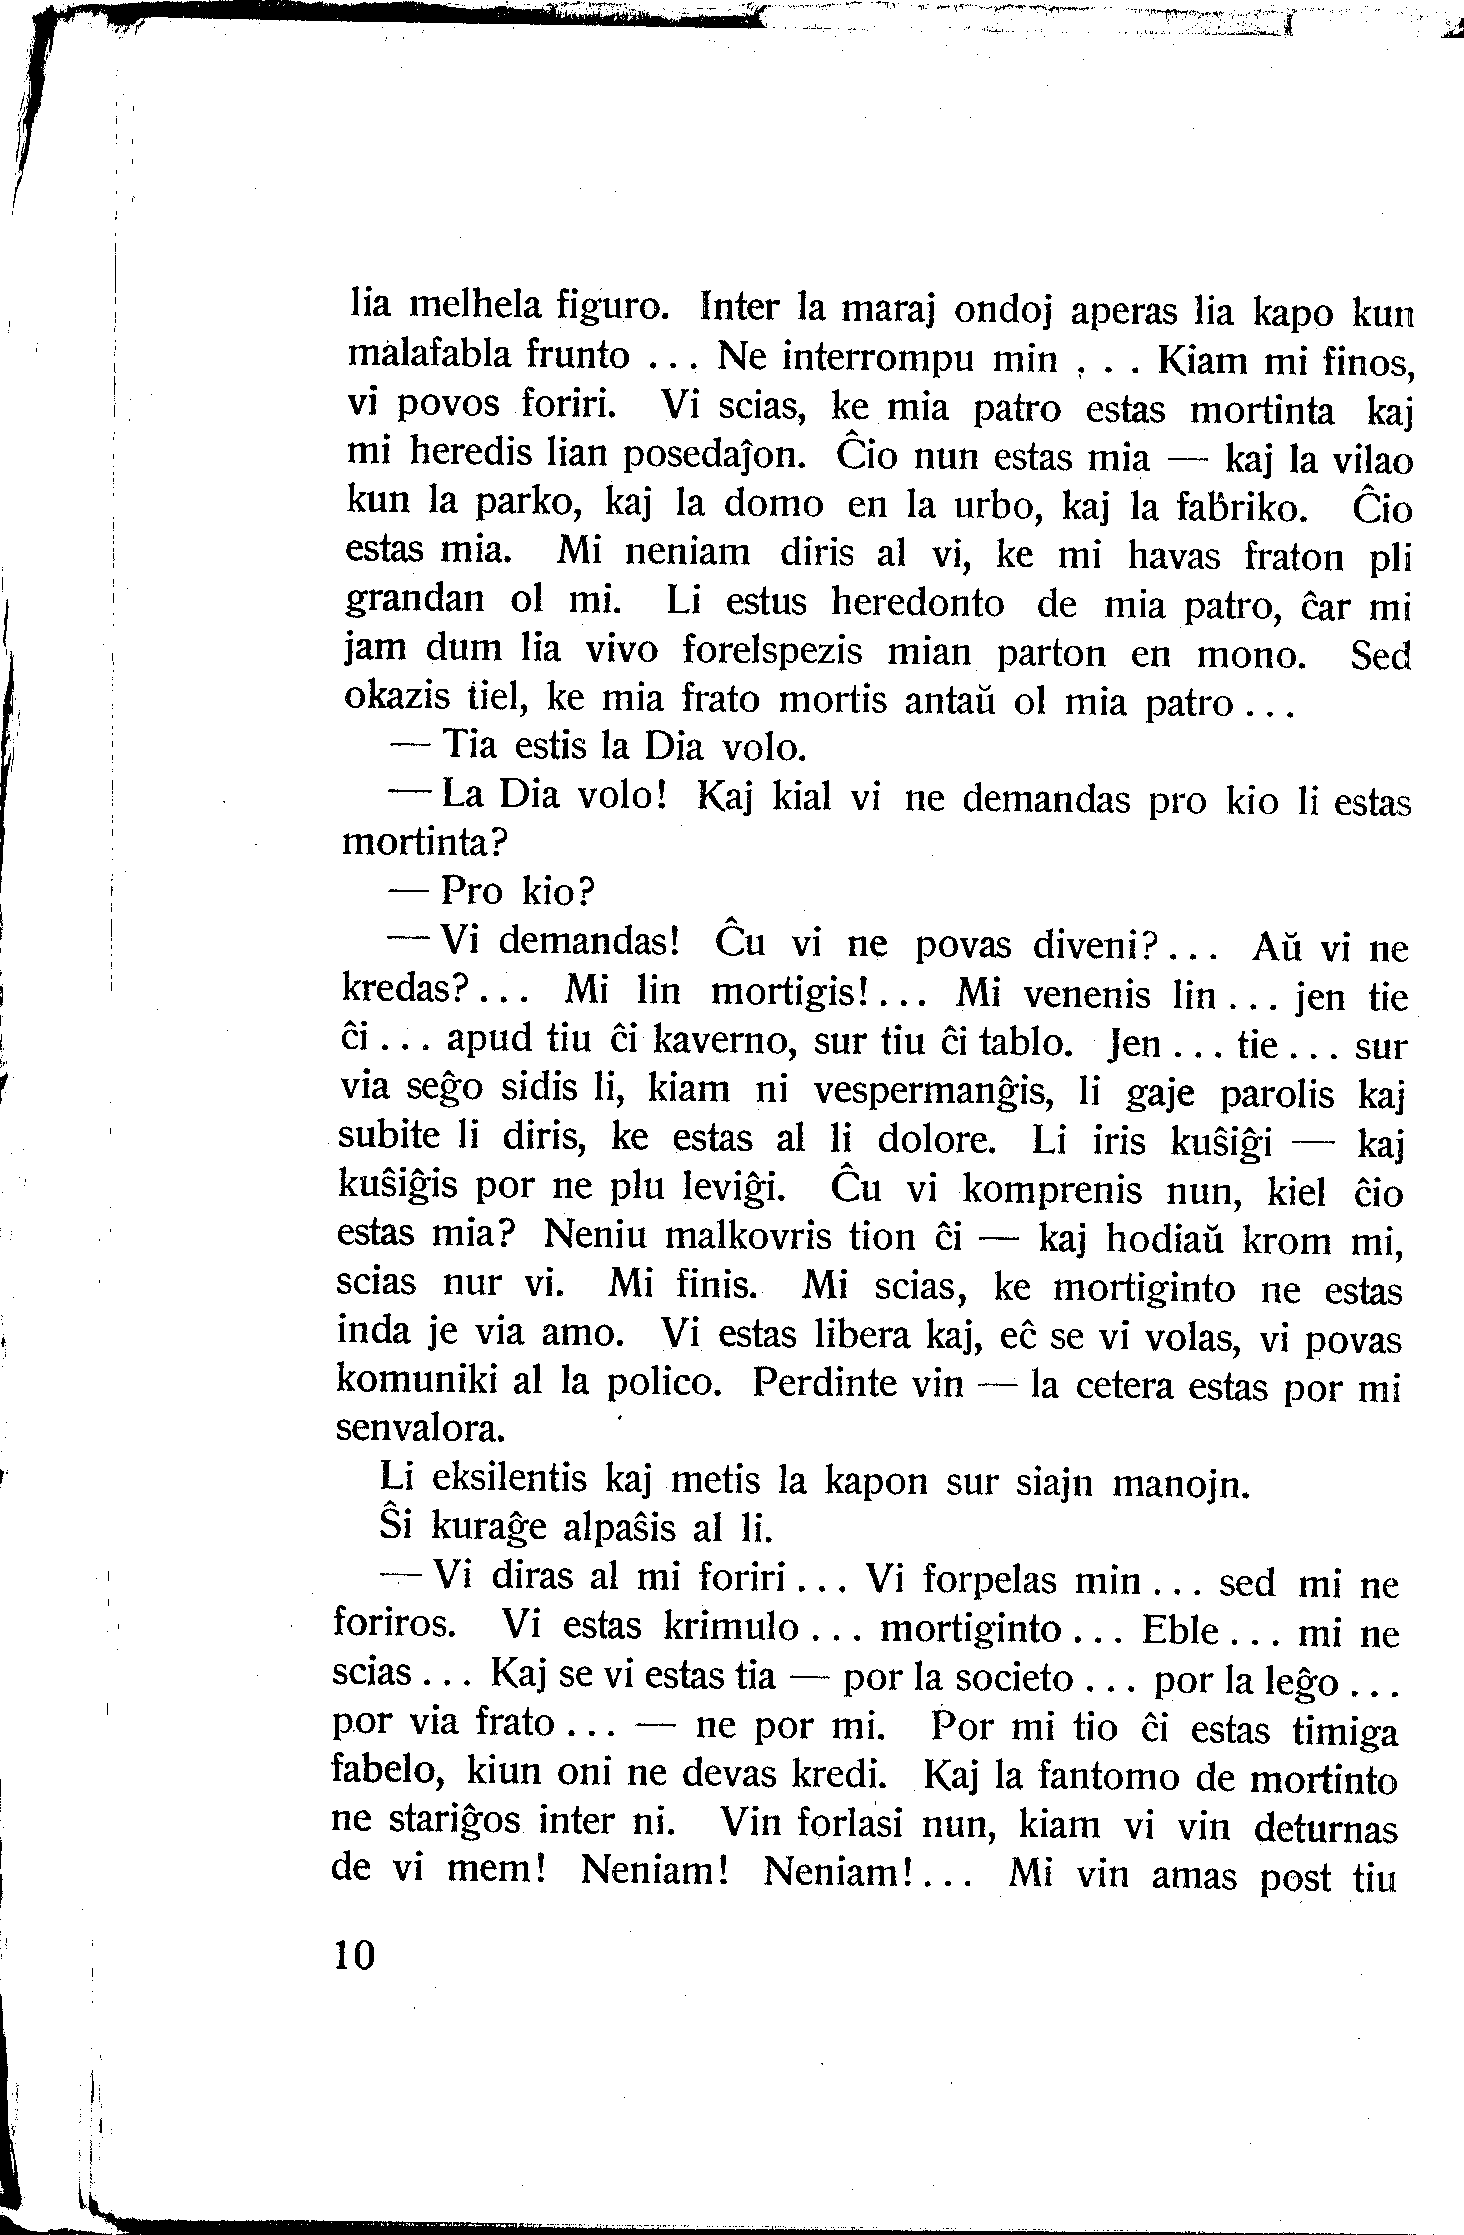 lia melhela figuro. Inter la maraj ondoj aperas lia kapo kun
malafabla frunto ... Ne interrompu min . . . Kiam mi finos,
vi povos foriri. Vi scias, ke mia patro estas mortinta kaj
mi heredis lian posedaĵon. Ĉio nun estas mia — kaj la vilao
kun la parko, kaj la domo en la urbo, kaj la fabriko. Ĉio
estas mia. Mi neniam diris al vi, ke mi havas fraton pli
grandan ol mi. Li estus heredonto de mia patro, ĉar mi
jam dum lia vivo forelspezis mian parton en mono. Sed
okazis tiel, ke mia frato mortis antaŭ ol mia patro ...
— Tia estis la Dia volo.
— La Dia volo! Kaj kial vi ne demandas pro kio li estas
mortinta?
— Pro kio?
— Vi demandas! Ĉu vi ne povas diveni?... Aŭ vi ne
kredas?... Mi lin mortigis!... Mi venenis lin ... jen tie
ĉi ... apud tiu ĉi kaverno, sur tiu ĉi tablo. Jen ... tie ... sur
via seĝo sidis li, kiam ni vespermanĝis, li gaje parolis kaj
subite li diris, ke estas al li dolore. Li iris kuŝiĝi — kaj
kuŝiĝis por ne plu leviĝi. Ĉu vi komprenis nun, kiel ĉio
estas mia? Neniu malkovris tion ĉi — kaj hodiaŭ krom mi,
scias nur vi. Mi finis. Mi scias, ke mortiginto ne estas
inda je via amo. Vi estas libera kaj, eĉ se vi volas, vi povas
komuniki al la polico. Perdinte vin — la cetera estas por mi
senvalora.
Li eksilentis kaj metis la kapon sur siajn manojn.
Ŝi kuraĝe alpaŝis al li.
— Vi diras al mi foriri ... Vi forpelas min ... sed mi ne
foriros. Vi estas krimulo ... mortiginto ... Eble ... mi ne
scias ... Kaj se vi estas tia — por la societo ... por la leĝo ...
por via frato ... — ne por mi. Por mi tio ĉi estas timiga
fabelo, kiun oni ne devas kredi. Kaj la fantomo de mortinto
ne stariĝos inter ni. Vin forlasi nun, kiam vi vin deturnas
de vi mem! Neniam! Neniam!... Mi vin amas post tiu
10